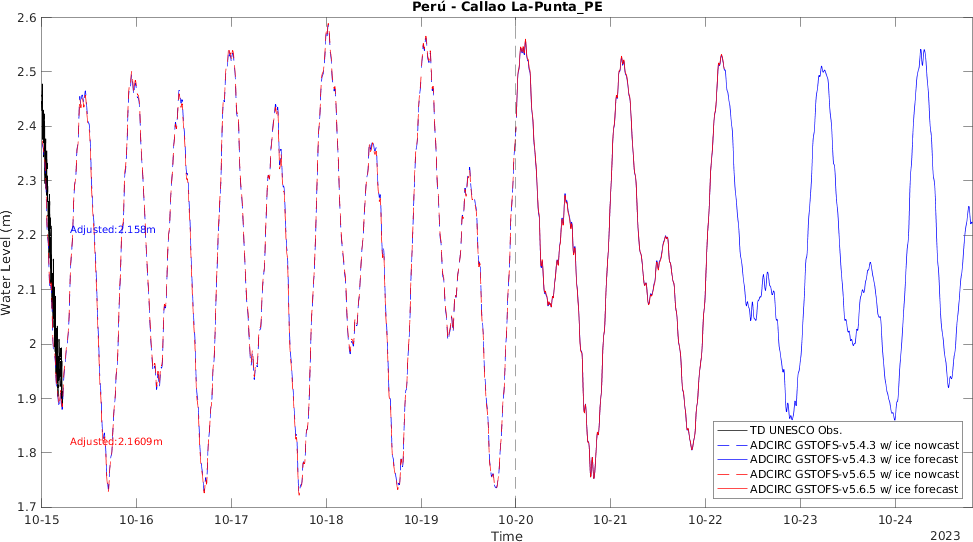 Perú - Callao La-Punta_PE
2.6
2.5
2.4
2.3
2.2
2.1
2
1.9
1.8
1.7
Water Level (m)
Adjusted:2.158m
Adjusted:2.1609m
TD UNESCO Obs.
ADCIRC GSTOFS-v5.4.3 w/ ice nowcast
ADCIRC GSTOFS-v5.4.3 w/ ice forecast
ADCIRC GSTOFS-v5.6.5 w/ ice nowcast
ADCIRC GSTOFS-v5.6.5 w/ ice forecast
10-15 10-16 10-17 10-18 10-19 10-20 10-21 10-22 10-23 10-24
Time
2023